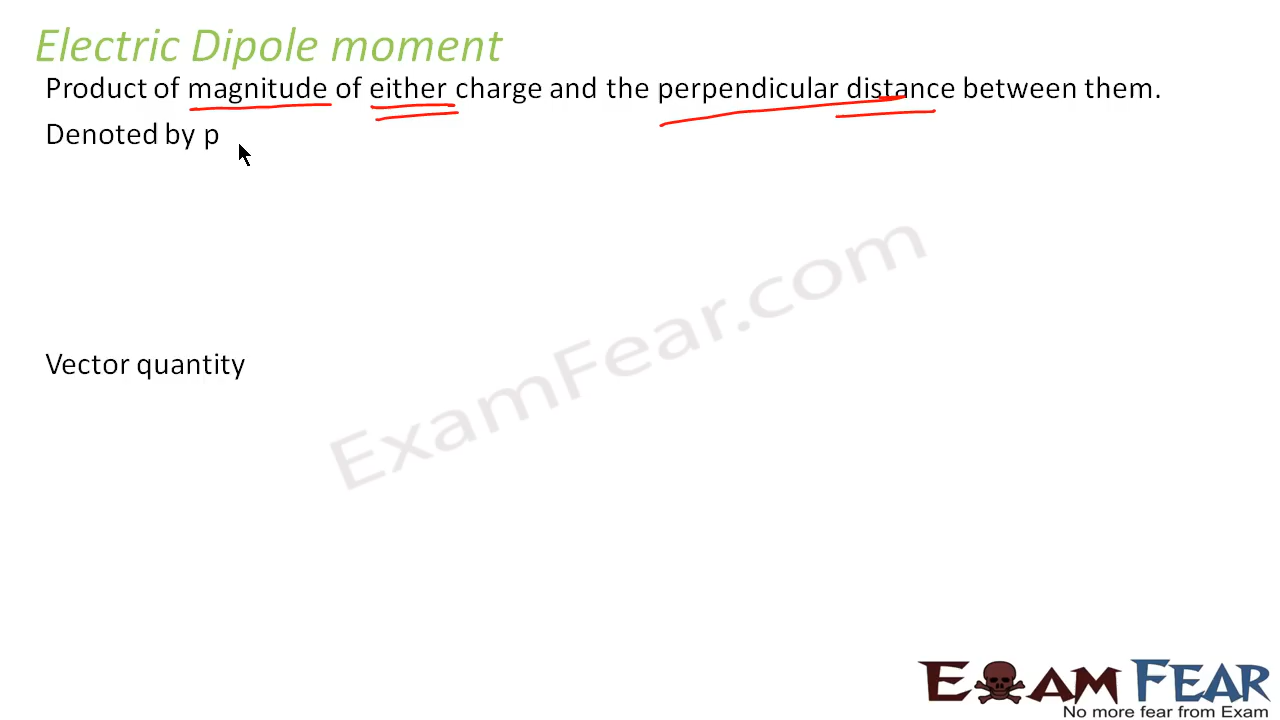 Electric Dipole moment
Product of magnitude of either charge and the perpendicular distance between them.
Denoted by p
Vector quantity
ExamFear.com
EXAM FEAR
No more fear from Exam